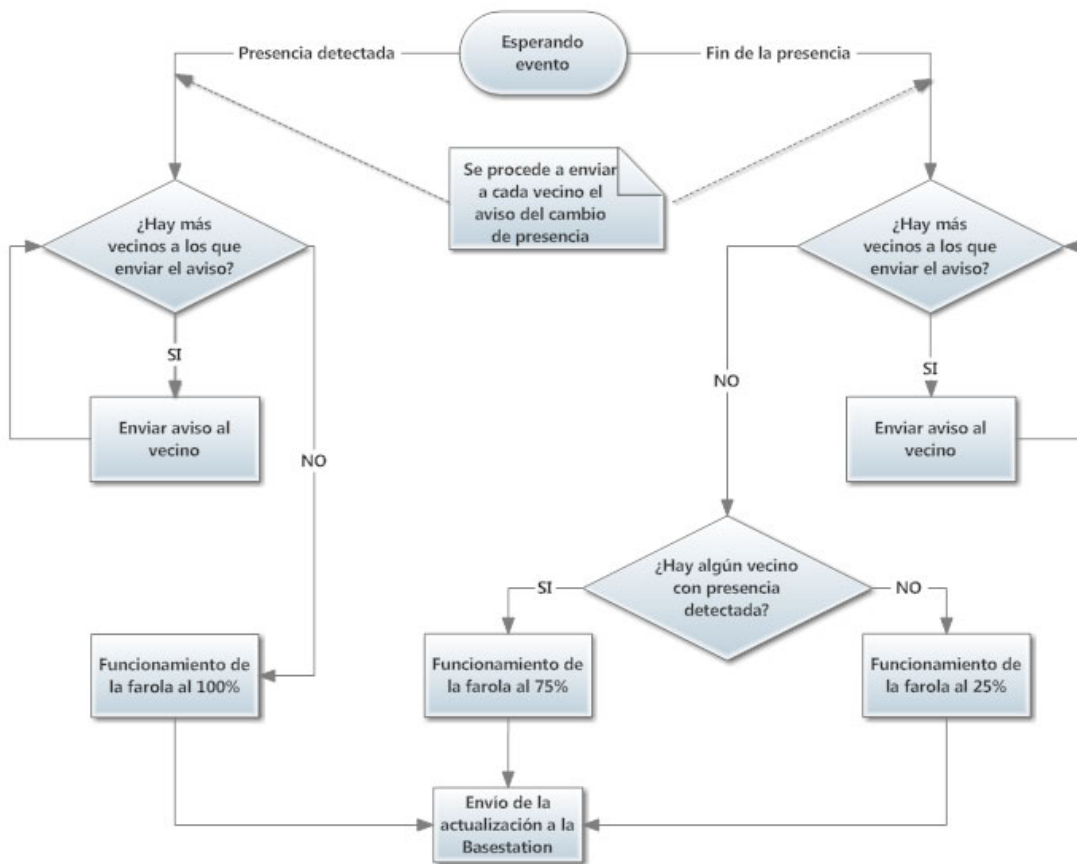 Presencia detectada
Esperando
evento
Fin de la presencia
Se procede a enviar
a cada vecino el
aviso del cambio
de presencia
¿Hay más
vecinos a los que
enviar el aviso?
¿Hay más
vecinos a los que
enviar el aviso?
SI
NO
SI
Enviar aviso al
vecino
Enviar aviso al
vecino
NO
¿Hay algún vecino
con presencia
detectada?
SI
NO
Funcionamiento de
la farola al 100%
Funcionamiento de
la farola al 75%
Funcionamiento de
la farola al 25%
Envío de la
actualización a la
Basestation